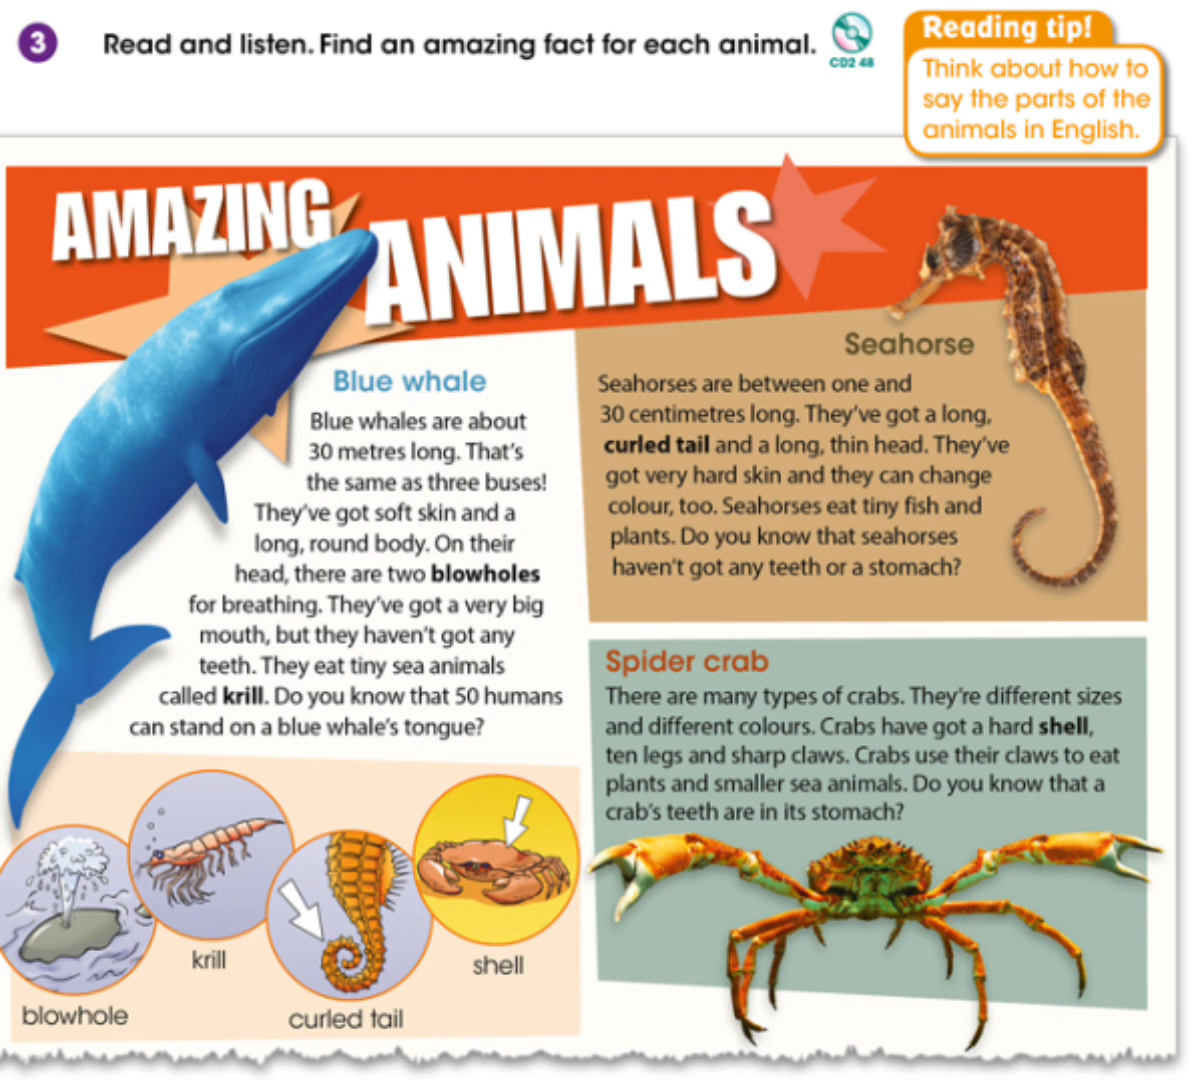 3
Read and listen. Find an amazing fact for each animal.
CD2 48
Reading tip!
Think about how to
say the parts of the
animals in English.
AMAZING
ANIMALS
Blue whale
Blue whales are about
30 metres long. That's
the same as three buses!
They've got soft skin and a
long, round body. On their
head, there are two blowholes
for breathing. They've got a very big
mouth, but they haven't got any
teeth. They eat tiny sea animals
called krill. Do you know that 50 humans
can stand on a blue whale's tongue?
Seahorse
Seahorses are between one and
30 centimetres long. They've got a long,
curled tail and a long, thin head. They've
got very hard skin and they can change
colour, too. Seahorses eat tiny fish and
plants. Do you know that seahorses
haven't got any teeth or a stomach?
Spider crab
There are many types of crabs. They're different sizes
and different colours. Crabs have got a hard shell,
ten legs and sharp claws. Crabs use their claws to eat
plants and smaller sea animals. Do you know that a
crab's teeth are in its stomach?
blowhole
krill
curled tail
shell